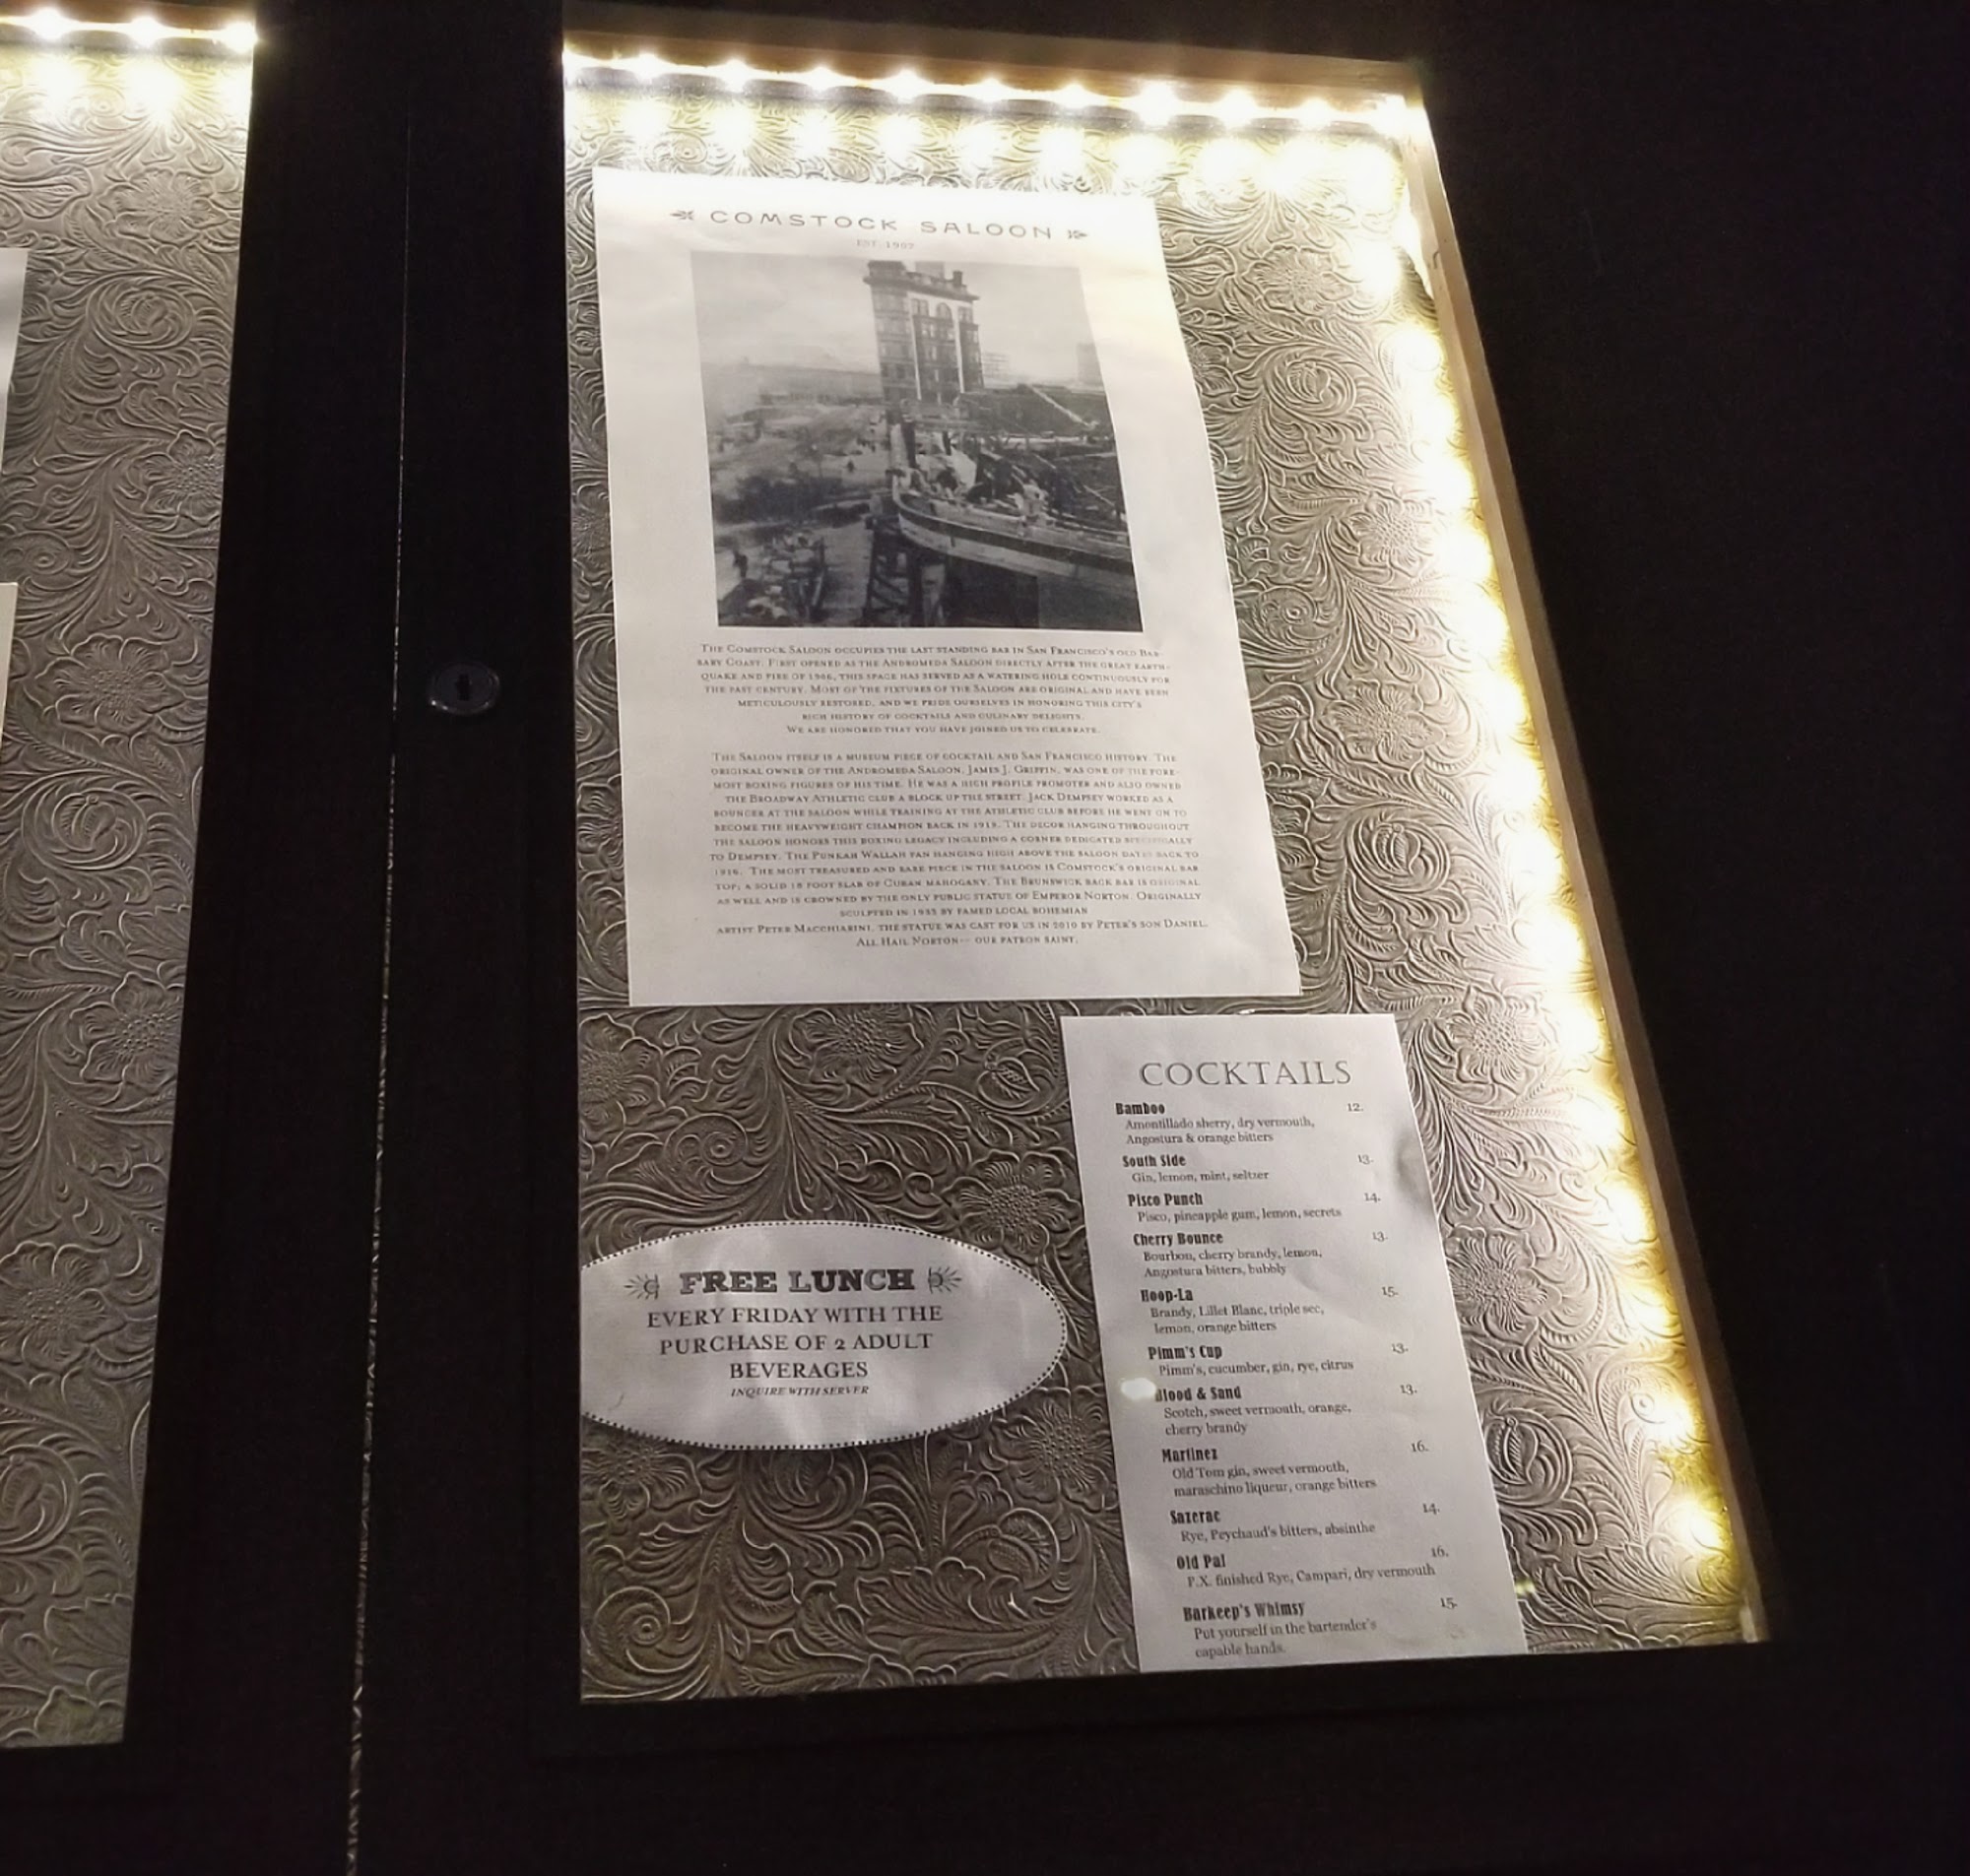 COMSTOCK SALOON
EST. 1907
THE COMSTOCK SALOON OCCUPIES THE LAST STANDING BAR IN SAN FRANCISCO'S OLD BAR-
BARY COAST. FIRST OPENED AS THE ANDROMEDA SALOON DIRECTLY AFTER THE GREAT EARTH-
QUAKE AND FIRE OF 1906, THIS SPACE HAS SERVED AS A WATERING HOLE CONTINUOUSLY FOR
THE PAST CENTURY. MOST OF THE FIXTURES OF THE SALOON ARE ORIGINAL AND HAVE BEEN
METICULOUSLY RESTORED, AND WE PRIDE OURSELVES IN HONORING THIS CITY'S
RICH HISTORY OF COCKTAILS AND CULINARY DELIGHTS.
WE ARE HONORED THAT YOU HAVE JOINED US TO CELEBRATE.
THE SALOON ITSELF IS A MUSEUM PIECE OF COCKTAIL AND SAN FRANCISCO HISTORY. THE
ORIGINAL OWNER OF THE ANDROMEDA SALOON, JAMES J. GRIFFIN, WAS ONE OF THE FORE-
MOST BOXING FIGURES OF HIS TIME. HE WAS A HIGH PROFILE PROMOTER AND ALSO OWNED
THE BROADWAY ATHLETIC CLUB A BLOCK UP THE STREET. JACK DEMPSEY WORKED AS A
BOUNCER AT THE SALOON WHILE TRAINING AT THE ATHLETIC CLUB BEFORE HE WENT ON TO
BECOME THE HEAVYWEIGHT CHAMPION BACK IN 1919. THE DECOR HANGING THROUGHOUT
THE SALOON HONORS THIS BOXING LEGACY INCLUDING A CORNER DEDICATED SPECIFICALLY
TO DEMPSEY. THE PUNKAH WALLAH FAN HANGING HIGH ABOVE THE SALOON DATES BACK TO
1916. THE MOST TREASURED AND RARE PIECE IN THE SALOON IS COMSTOCK'S ORIGINAL BAR
TOP; A SOLID 18 FOOT SLAB OF CUBAN MAHOGANY. THE BRUNSWICK BACK BAR IS ORIGINAL
AS WELL AND IS CROWNED BY THE ONLY PUBLIC STATUE OF EMPEROR NORTON. ORIGINALLY
SCULPTED IN 1935 BY FAMED LOCAL BOHEMIAN
ARTIST PETER MACCHIARINI, THE STATUE WAS CAST FOR US IN 2010 BY PETER'S SON DANIEL.
ALL HAIL NORTON-- OUR PATRON SAINT.
FREE LUNCH
EVERY FRIDAY WITH THE
PURCHASE OF 2 ADULT
BEVERAGES
INQUIRE WITH SERVER
COCKTAILS
Bamboo 12.
Amontillado sherry, dry vermouth,
Angostura & orange bitters
South Side 13.
Gin, lemon, mint, seltzer
Pisco Punch 14.
Pisco, pineapple gum, lemon, secrets
Cherry Bounce 13.
Bourbon, cherry brandy, lemon,
Angostura bitters, bubbly
Hoop-La 15.
Brandy, Lillet Blanc, triple sec,
lemon, orange bitters
Pimm's Cup 13.
Pimm's, cucumber, gin, rye, citrus
Blood & Sand 13.
Scotch, sweet vermouth, orange,
cherry brandy
Martinez 16.
Old Tom gin, sweet vermouth,
maraschino liqueur, orange bitters
Sazerac 14.
Rye, Peychaud's bitters, absinthe
Old Pal 16.
P.X. finished Rye, Campari, dry vermouth
Barkeep's Whimsy 15.
Put yourself in the bartender's
capable hands.